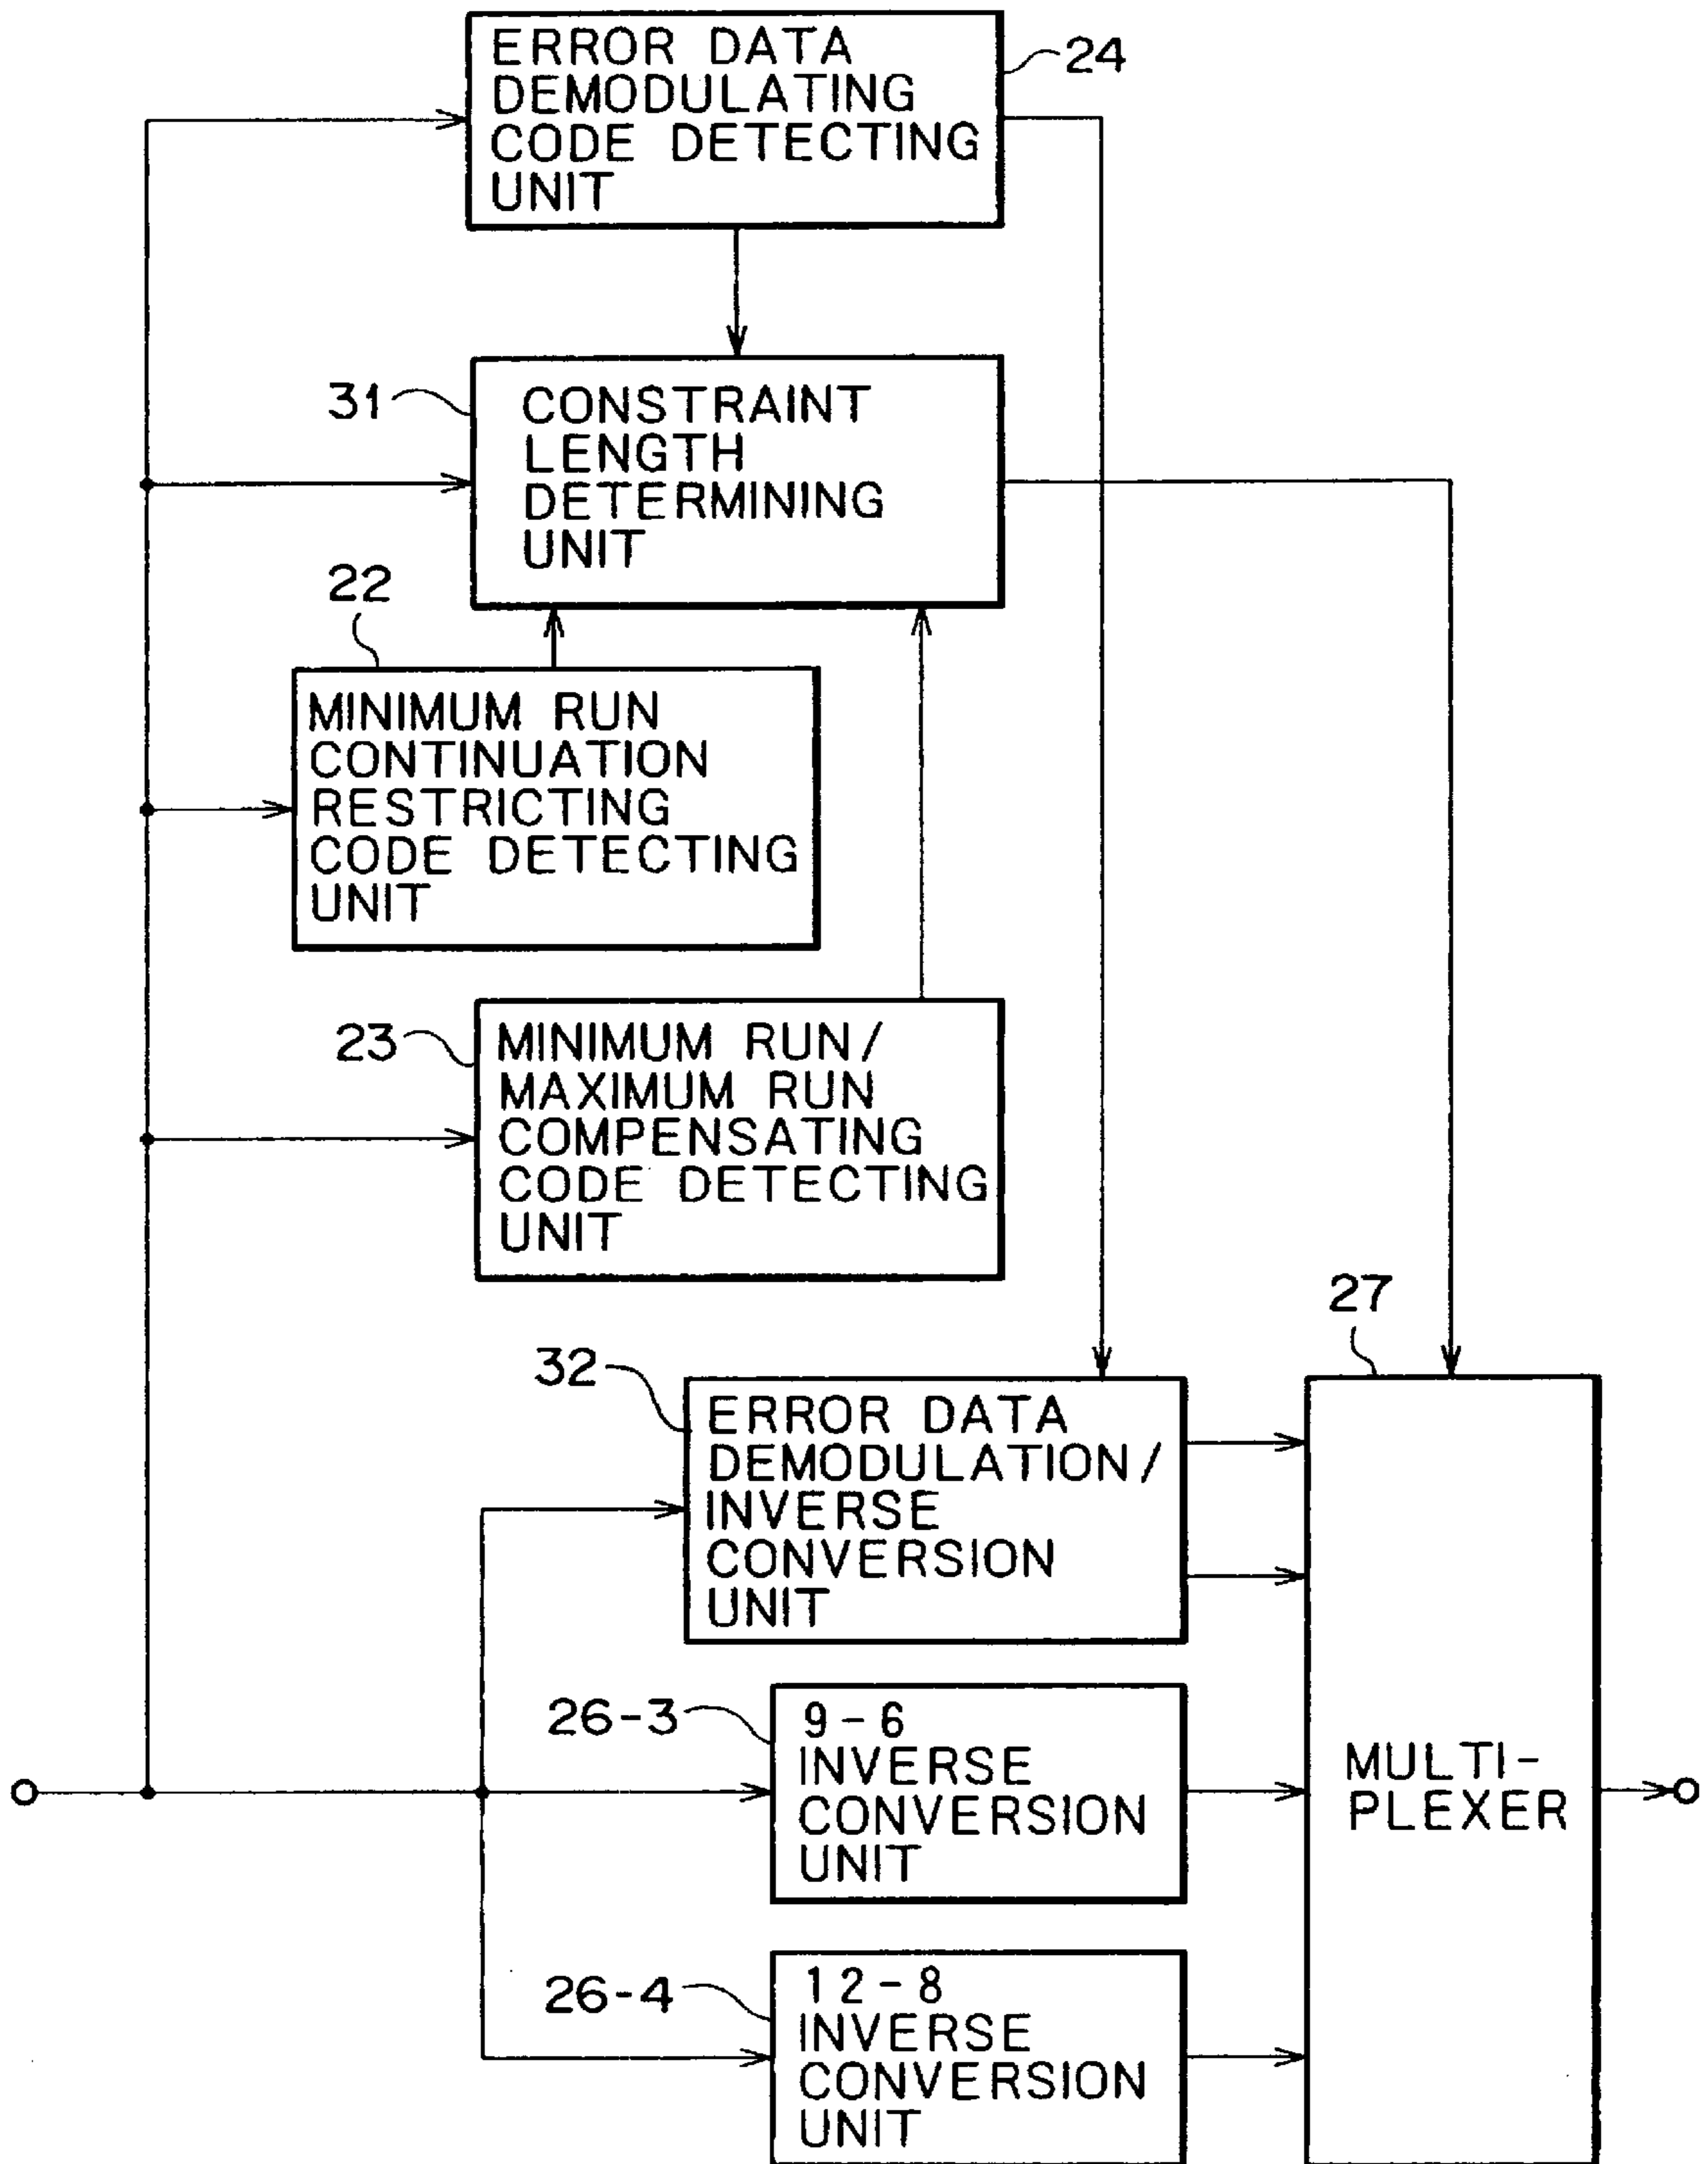 ERROR DATA
DEMODULATING
CODE DETECTING
UNIT
24
31
CONSTRAINT
LENGTH
DETERMINING
UNIT
22
MINIMUM RUN
CONTINUATION
RESTRICTING
CODE DETECTING
UNIT
23
MINIMUM RUN/
MAXIMUM RUN
COMPENSATING
CODE DETECTING
UNIT
27
32
ERROR DATA
DEMODULATION/
INVERSE
CONVERSION
UNIT
26-3
9-6
INVERSE
CONVERSION
UNIT
MULTI-
PLEXER
26-4
12-8
INVERSE
CONVERSION
UNIT